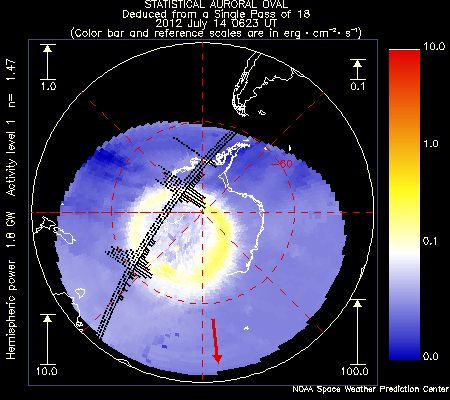 STATISTICAL AURORAL OVAL
Deduced from a Single Pass of 18
2012 July 14 0623 UT
(Color bar and reference scales are in erg·cm⁻²·s⁻¹)
Hemispheric power 1.8 GW Activity level 1 n= 1.47
1.0
0.1
10.0
100.0
10.0
1.0
0.1
0.0
NOAA Space Weather Prediction Center